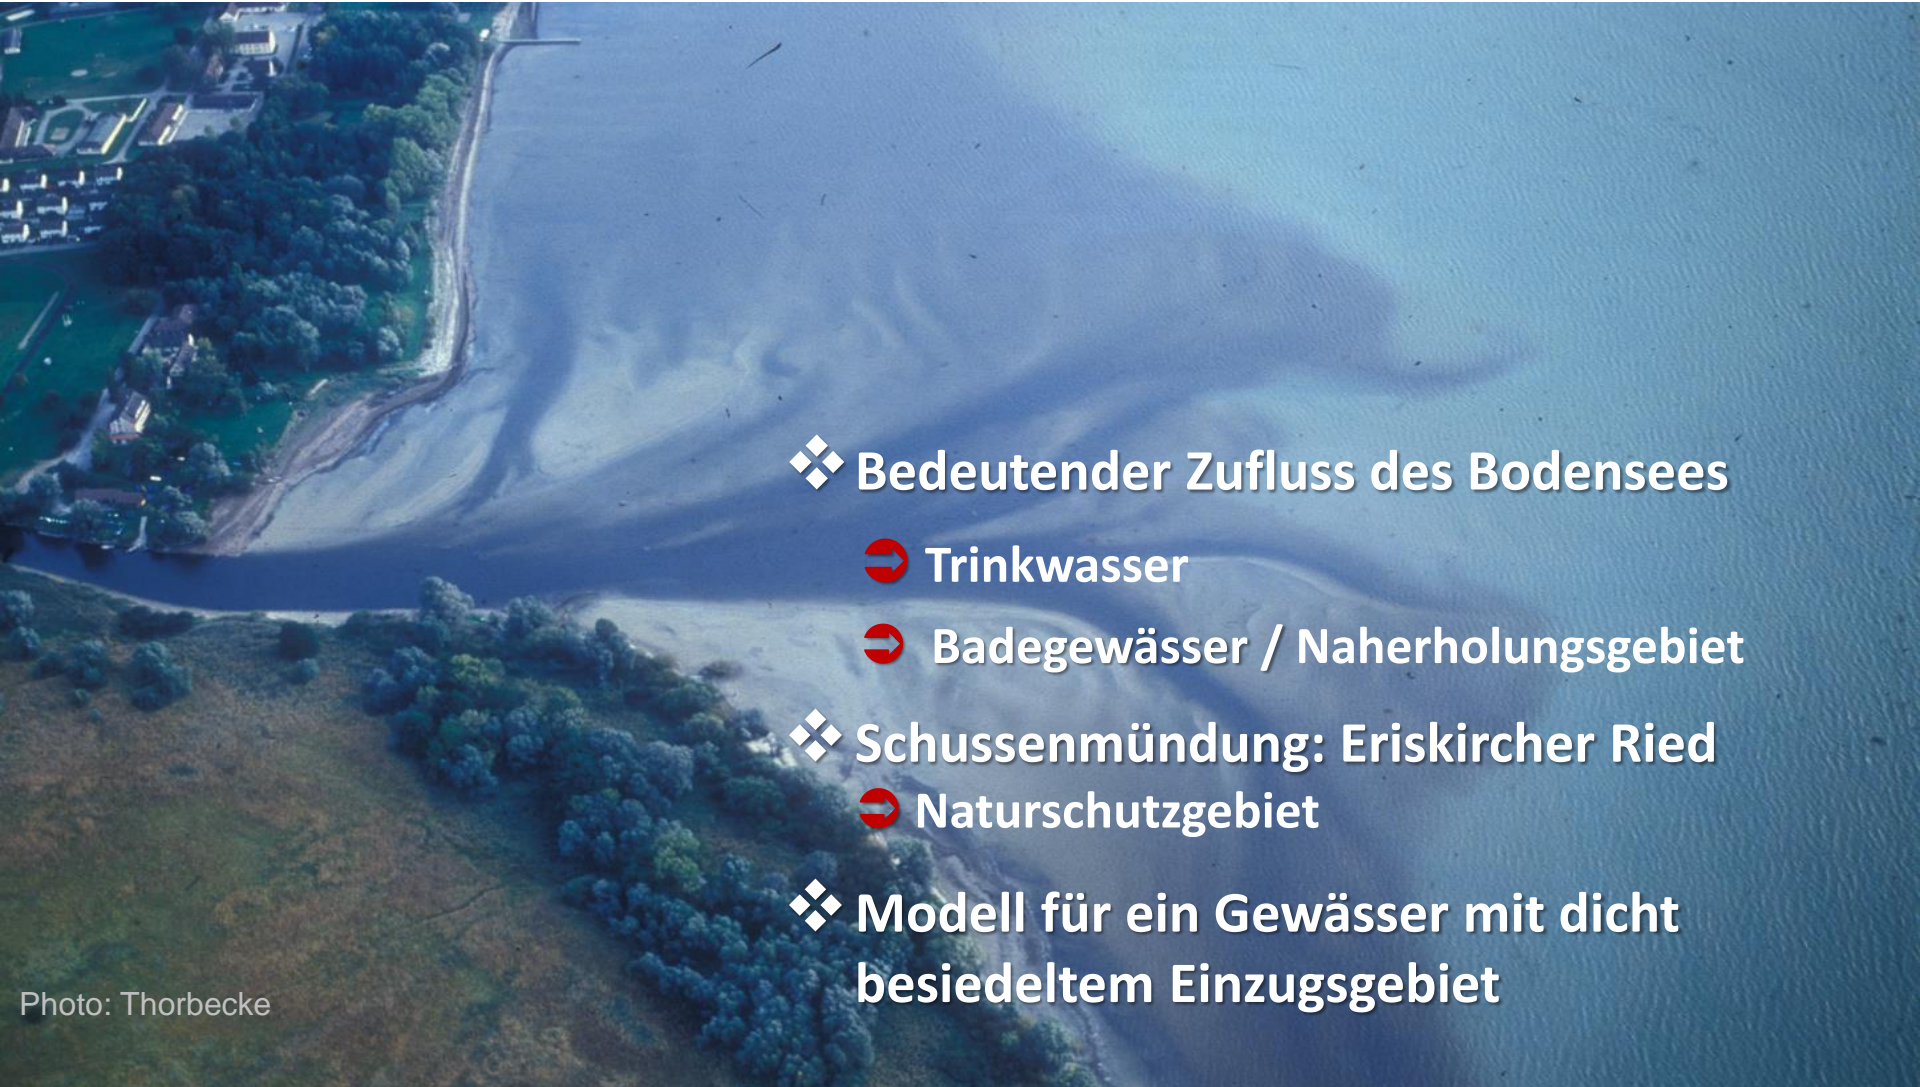 ❖ Bedeutender Zufluss des Bodensees
➲ Trinkwasser
➲ Badegewässer / Naherholungsgebiet
❖ Schussenmündung: Eriskircher Ried
➲ Naturschutzgebiet
❖ Modell für ein Gewässer mit dicht
besiedeltem Einzugsgebiet
Photo: Thorbecke